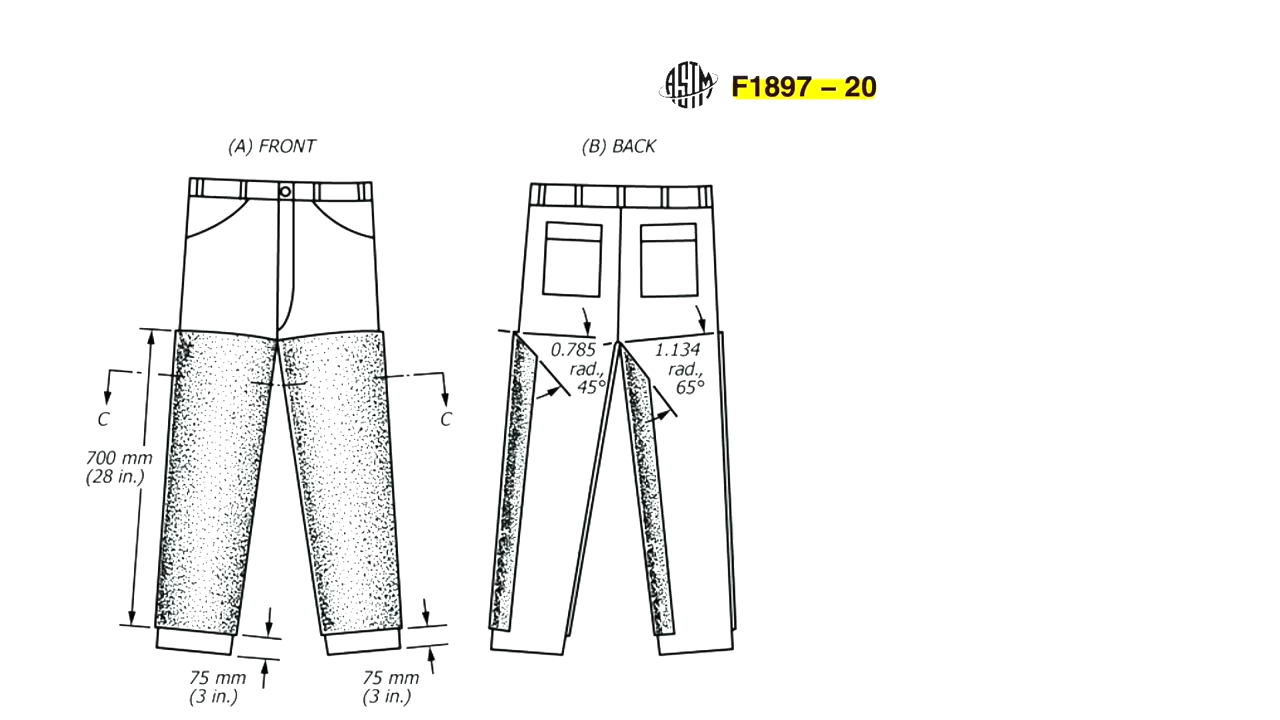 ASTM F1897 – 20
(A) FRONT
(B) BACK
0.785
rad.,
45°
1.134
rad.,
65°
C
C
700 mm
(28 in.)
75 mm
(3 in.)
75 mm
(3 in.)